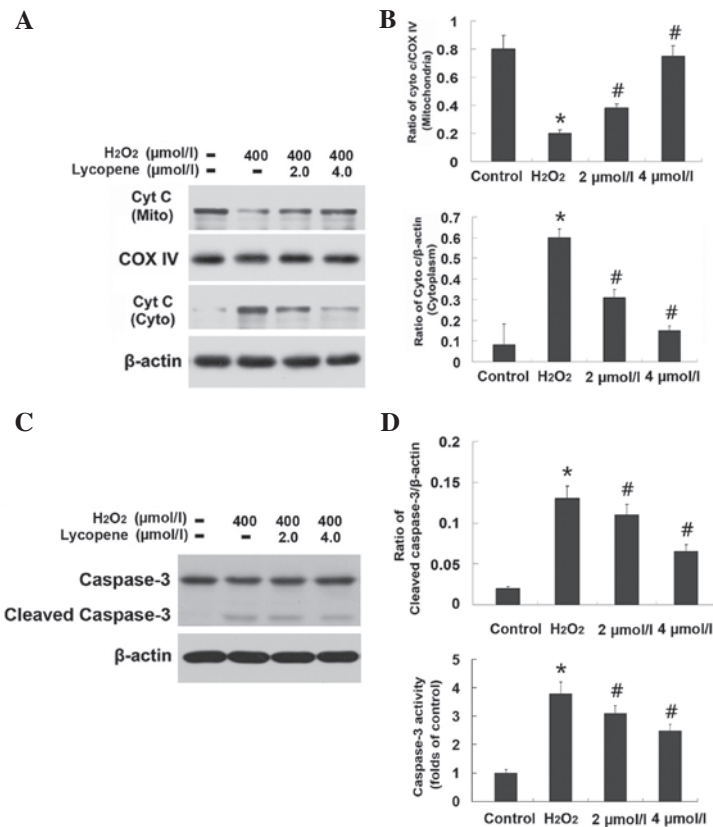 A
H2O2 (µmol/l) - 400 400 400
Lycopene (µmol/l) - - 2.0 4.0
Cyt C
(Mito)
COX IV
Cyt C
(Cyto)
β-actin
B
Ratio of cyto c/COX IV
(Mitochondria)
1
0.8
0.6
0.4
0.2
0
*
#
#
Control H2O2 2 µmol/l 4 µmol/l
Ratio of Cyto c/β-actin
(Cytoplasm)
0.7
0.6
0.5
0.4
0.3
0.2
0.1
0
*
#
#
Control H2O2 2 µmol/l 4 µmol/l
C
H2O2 (µmol/l) - 400 400 400
Lycopene (µmol/l) - - 2.0 4.0
Caspase-3
Cleaved Caspase-3
β-actin
D
Ratio of
Cleaved caspase-3/β-actin
0.2
0.15
0.1
0.05
0
*
#
#
Control H2O2 2 µmol/l 4 µmol/l
Caspase-3 activity
(folds of control)
5
4
3
2
1
0
*
#
#
Control H2O2 2 µmol/l 4 µmol/l